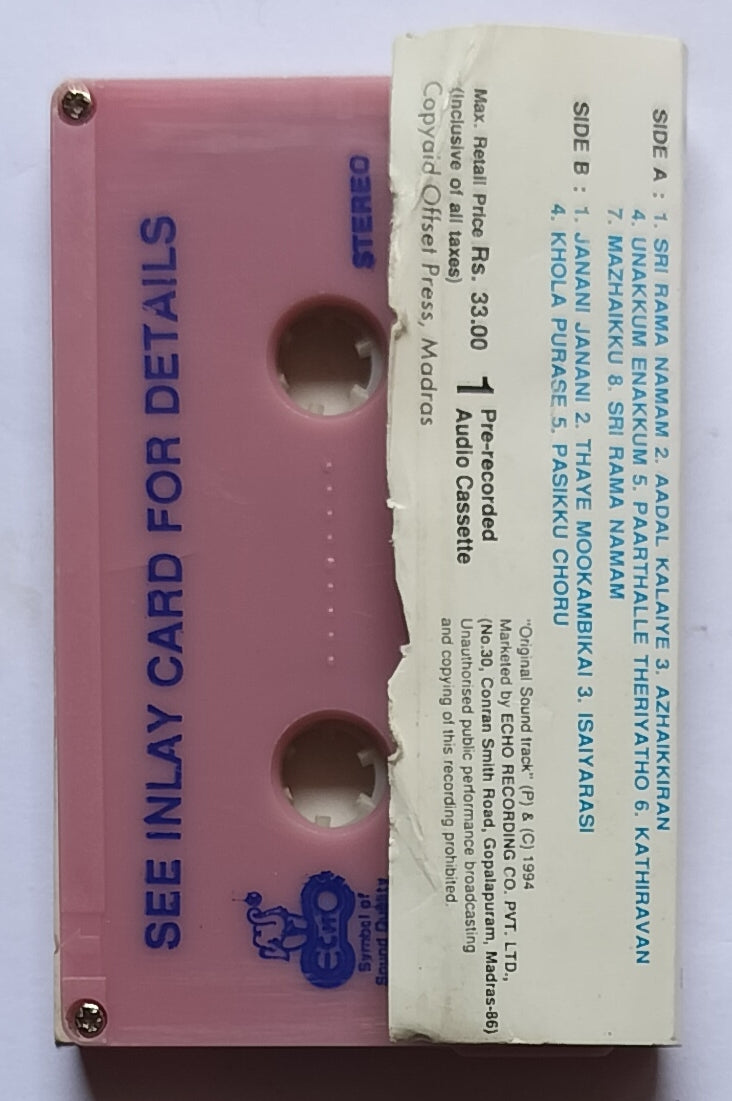 SIDE A : 1. SRI RAMA NAMAM 2. AADAL KALAIYE 3. AZHAIKKIRAN
4. UNAKKUM ENAKKUM 5. PAARTHALLE THERIYATHO 6. KATHIRAVAN
7. MAZHAIKKU 8. SRI RAMA NAMAM
SIDE B : 1. JANANI JANANI 2. THAYE MOOKAMBIKAI 3. ISAIYARASI
4. KHOLA PURASE 5. PASIKKU CHORU
Max. Retail Price Rs. 33.00
(Inclusive of all taxes)
Copyaid Offset Press, Madras
1 Pre-recorded
Audio Cassette
"Original Sound track" (P) & (C) 1994
Marketed by ECHO RECORDING CO. PVT. LTD.,
(No.30, Conran Smith Road, Gopalapuram, Madras-86)
Unauthorised public performance broadcasting
and copying of this recording prohibited.
STEREO
SEE INLAY CARD FOR DETAILS
ECHO
Symbol of
Sound Quality